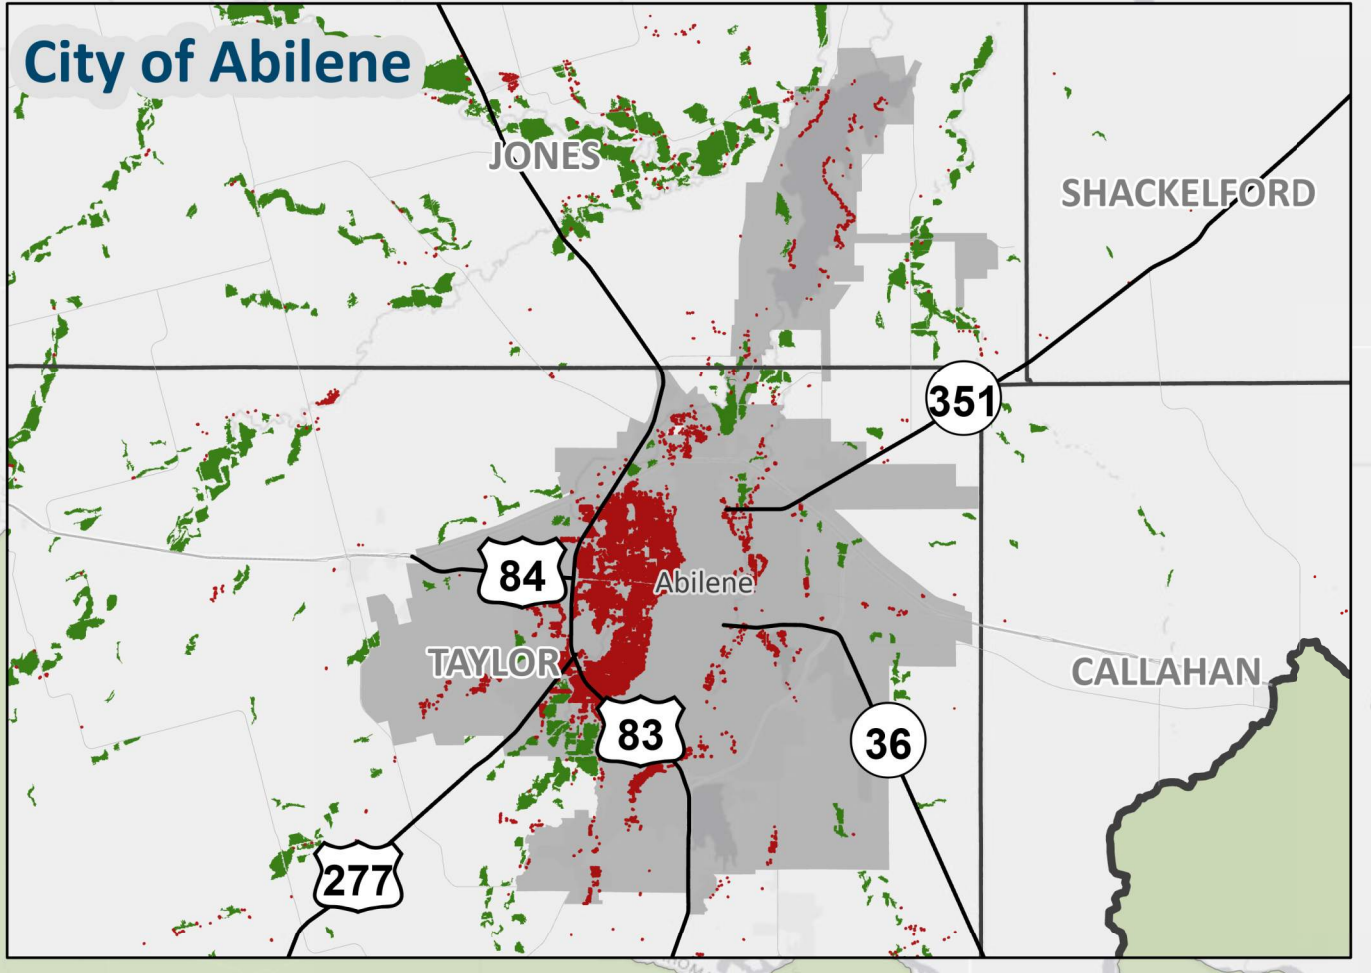 City of Abilene
JONES
SHACKELFORD
351
84
Abilene
TAYLOR
CALLAHAN
83
36
277